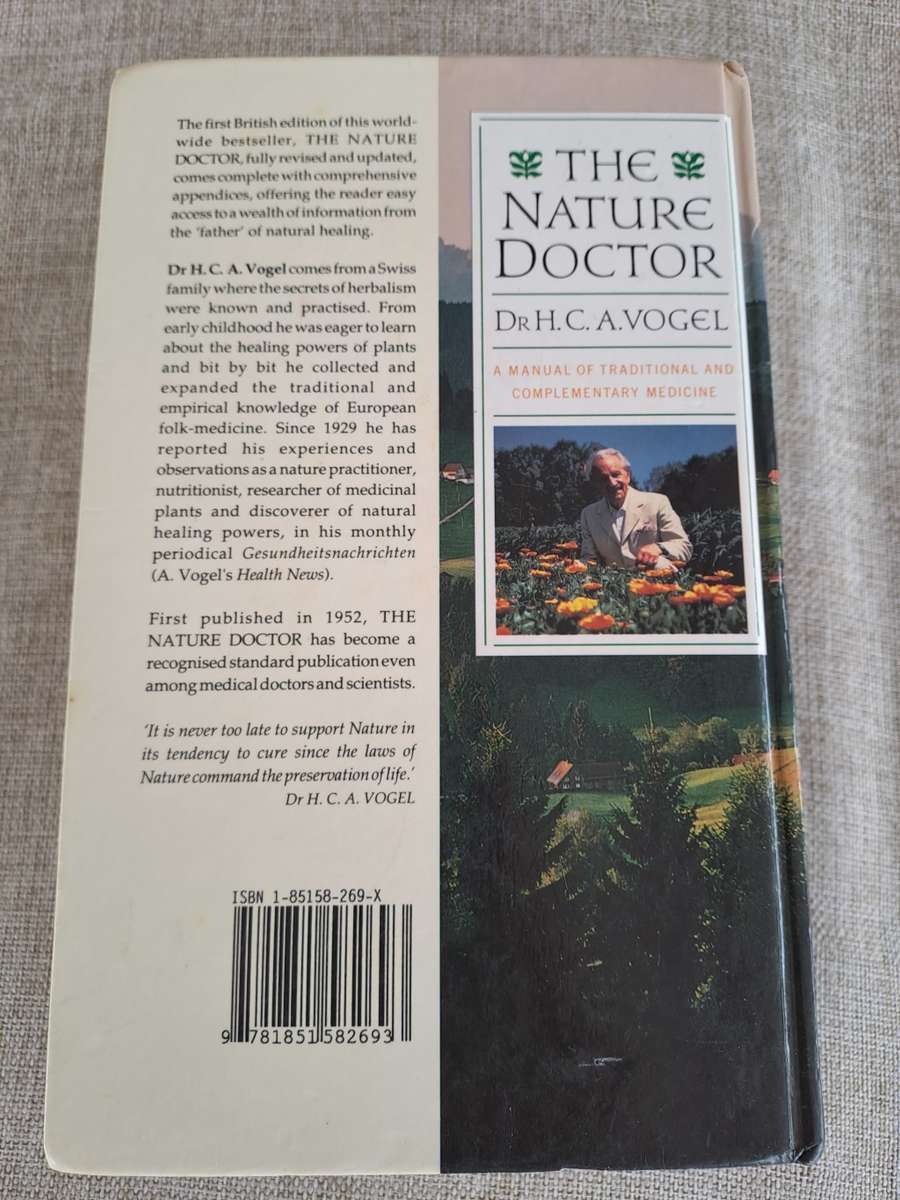 The first British edition of this world-
wide bestseller, THE NATURE
DOCTOR, fully revised and updated,
comes complete with comprehensive
appendices, offering the reader easy
access to a wealth of information from
the 'father' of natural healing.
Dr H. C. A. Vogel comes from a Swiss
family where the secrets of herbalism
were known and practised. From
early childhood he was eager to learn
about the healing powers of plants
and bit by bit he collected and
expanded the traditional and
empirical knowledge of European
folk-medicine. Since 1929 he has
reported his experiences and
observations as a nature practitioner,
nutritionist, researcher of medicinal
plants and discoverer of natural
healing powers, in his monthly
periodical Gesundheitsnachrichten
(A. Vogel's Health News).
First published in 1952, THE
NATURE DOCTOR has become a
recognised standard publication even
among medical doctors and scientists.
'It is never too late to support Nature in
its tendency to cure since the laws of
Nature command the preservation of life.'
Dr H. C. A. VOGEL
ISBN 1-85158-269-X
9 781851 582693
THE
NATURE
DOCTOR
DR H. C. A. VOGEL
A MANUAL OF TRADITIONAL AND
COMPLEMENTARY MEDICINE